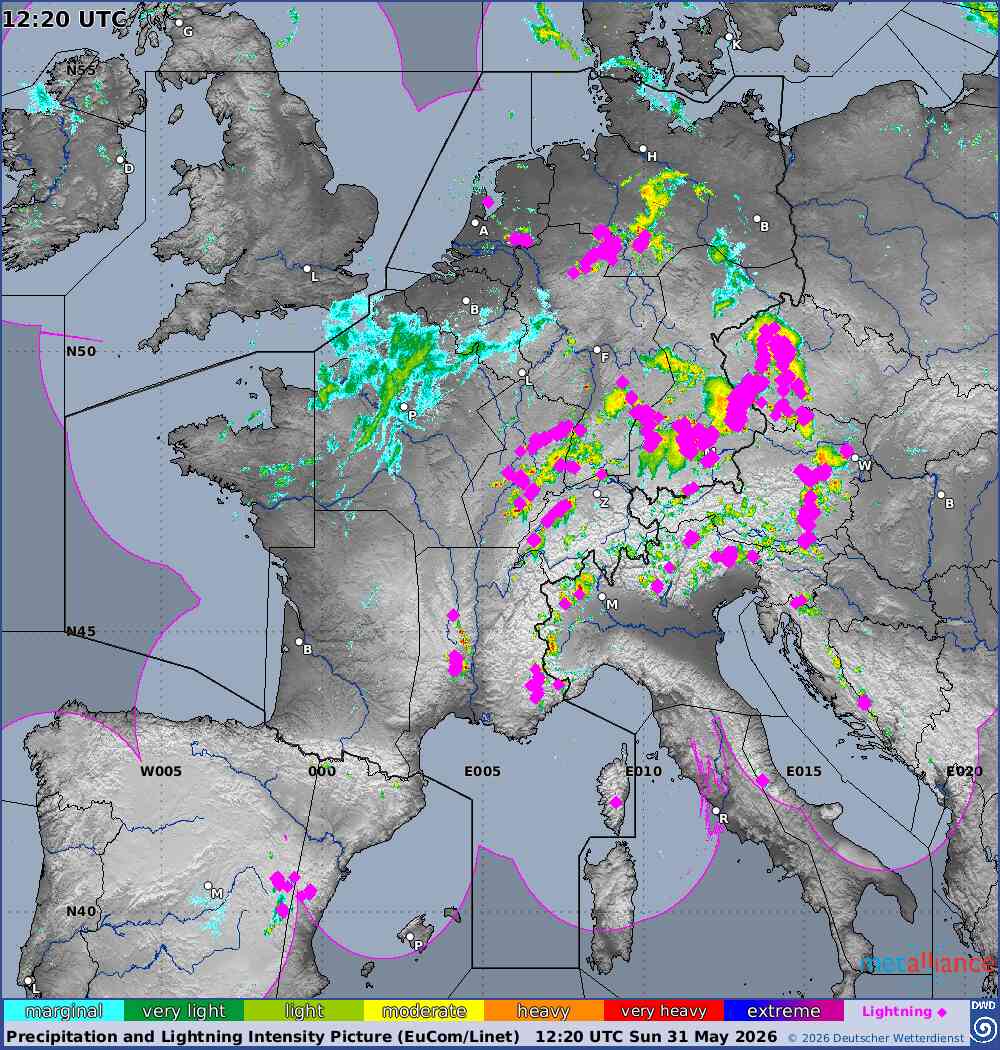 12:20 UTC
G
K
N55
D
H
A
B
L
B
N50
F
L
P
W
Z
B
M
N45
B
W005
000
E005
E010
E015
E020
R
M
N40
P
L
metalliance
marginal
very light
light
moderate
heavy
very heavy
extreme
Lightning
DWD
Precipitation and Lightning Intensity Picture (EuCom/Linet) 12:20 UTC Sun 31 May 2026 © 2026 Deutscher Wetterdienst